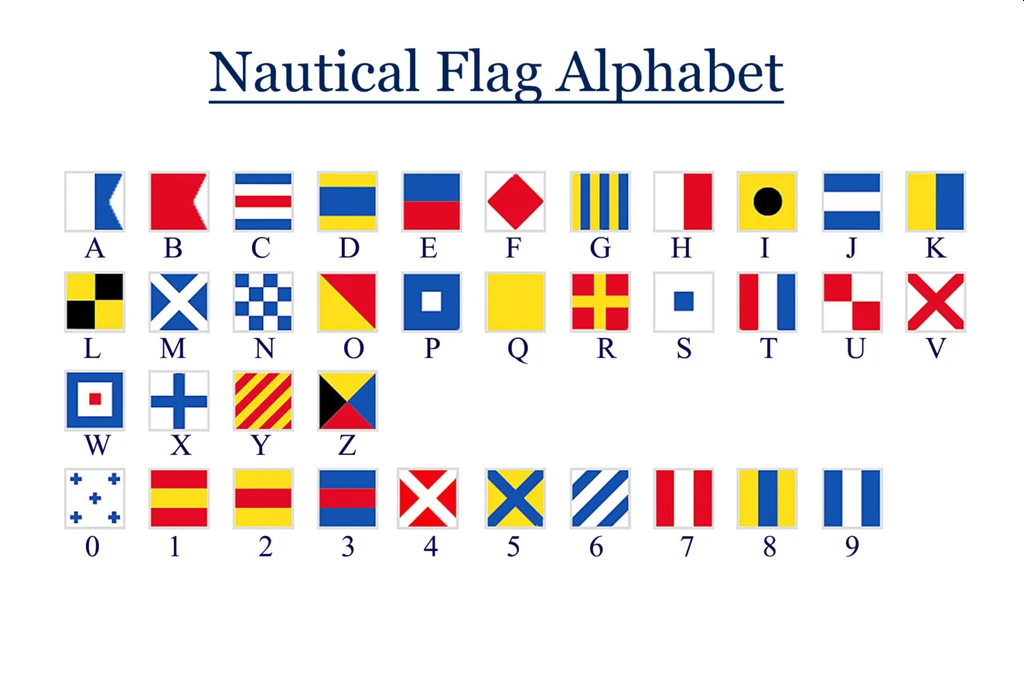 Nautical Flag Alphabet
A B C D E F G H I J K
L M N O P Q R S T U V
W X Y Z
0 1 2 3 4 5 6 7 8 9